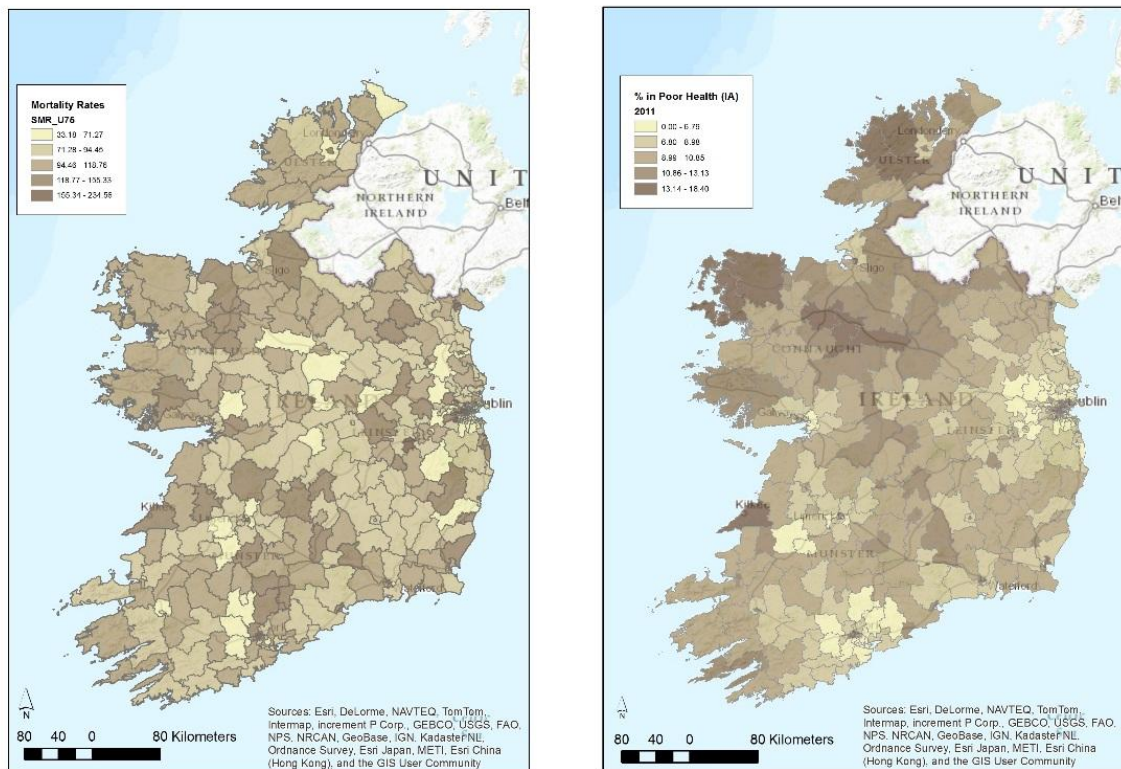 Mortality Rates
SMR_U75
33.18 - 71.27
71.28 - 94.45
94.46 - 118.76
118.77 - 155.33
155.34 - 234.56
Londonderry
ULSTER
UNIT
NORTHERN
IRELAND
Belf
Sligo
IRELAND
Dublin
Kilkee
N
80 40 0 80 Kilometers
Sources: Esri, DeLorme, NAVTEQ, TomTom,
Intermap, increment P Corp., GEBCO, USGS, FAO,
NPS, NRCAN, GeoBase, IGN, Kadaster NL,
Ordnance Survey, Esri Japan, METI, Esri China
(Hong Kong), and the GIS User Community
% in Poor Health (IA)
2011
0.00 - 6.79
6.80 - 8.98
8.99 - 10.85
10.86 - 13.13
13.14 - 18.40
Londonderry
ULSTER
UNIT
NORTHERN
IRELAND
Belf
Sligo
CONNAUGHT
IRELAND
Dublin
Galway
LEINSTER
Kilkee
Limerick
MUNSTER
Waterford
N
80 40 0 80 Kilometers
Sources: Esri, DeLorme, NAVTEQ, TomTom,
Intermap, increment P Corp., GEBCO, USGS, FAO,
NPS, NRCAN, GeoBase, IGN, Kadaster NL,
Ordnance Survey, Esri Japan, METI, Esri China
(Hong Kong), and the GIS User Community